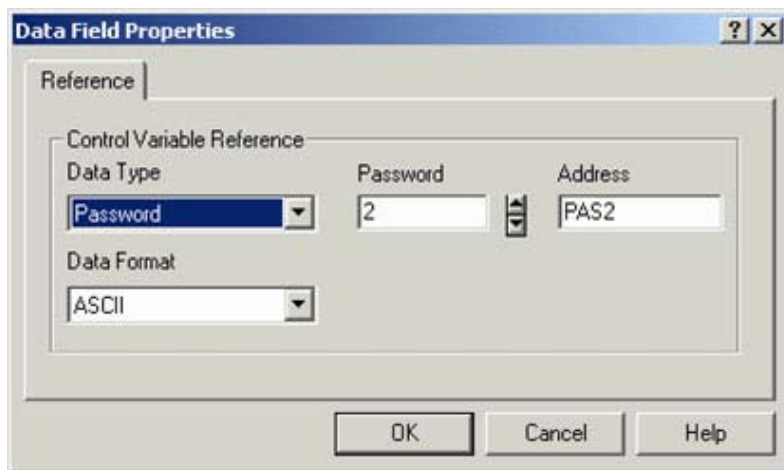 Data Field Properties
Reference
Control Variable Reference
Data Type Password Address
Password 2 PAS2
Data Format
ASCII
OK Cancel Help